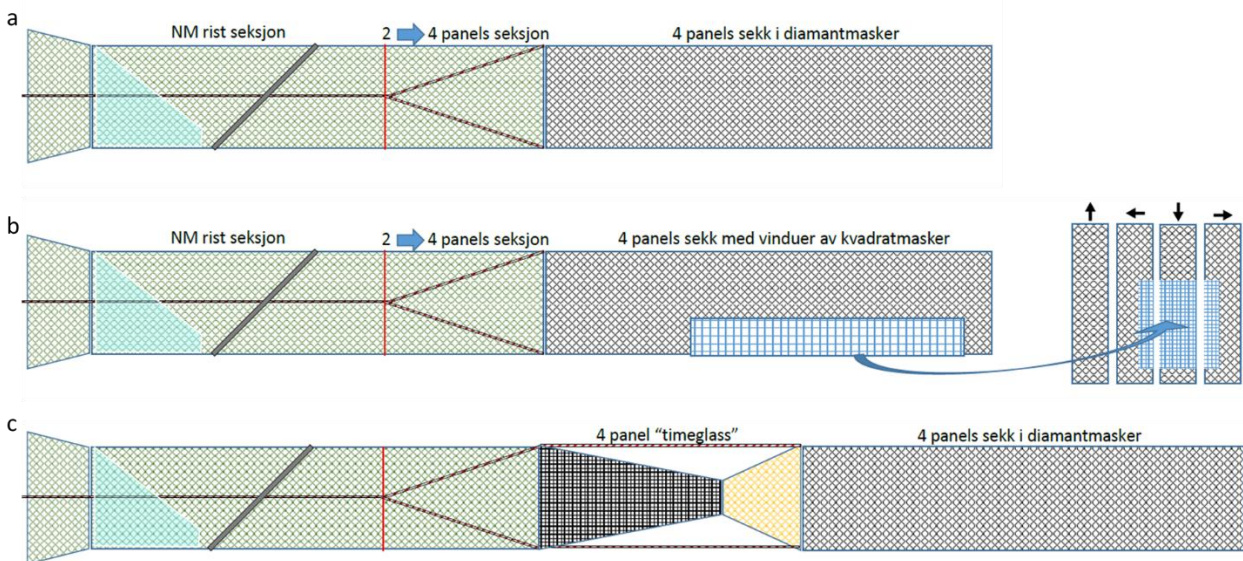 a
NM rist seksjon
2 4 panels seksjon
4 panels sekk i diamantmasker
b
NM rist seksjon
2 4 panels seksjon
4 panels sekk med vinduer av kvadratmasker
c
4 panel “timeglass”
4 panels sekk i diamantmasker